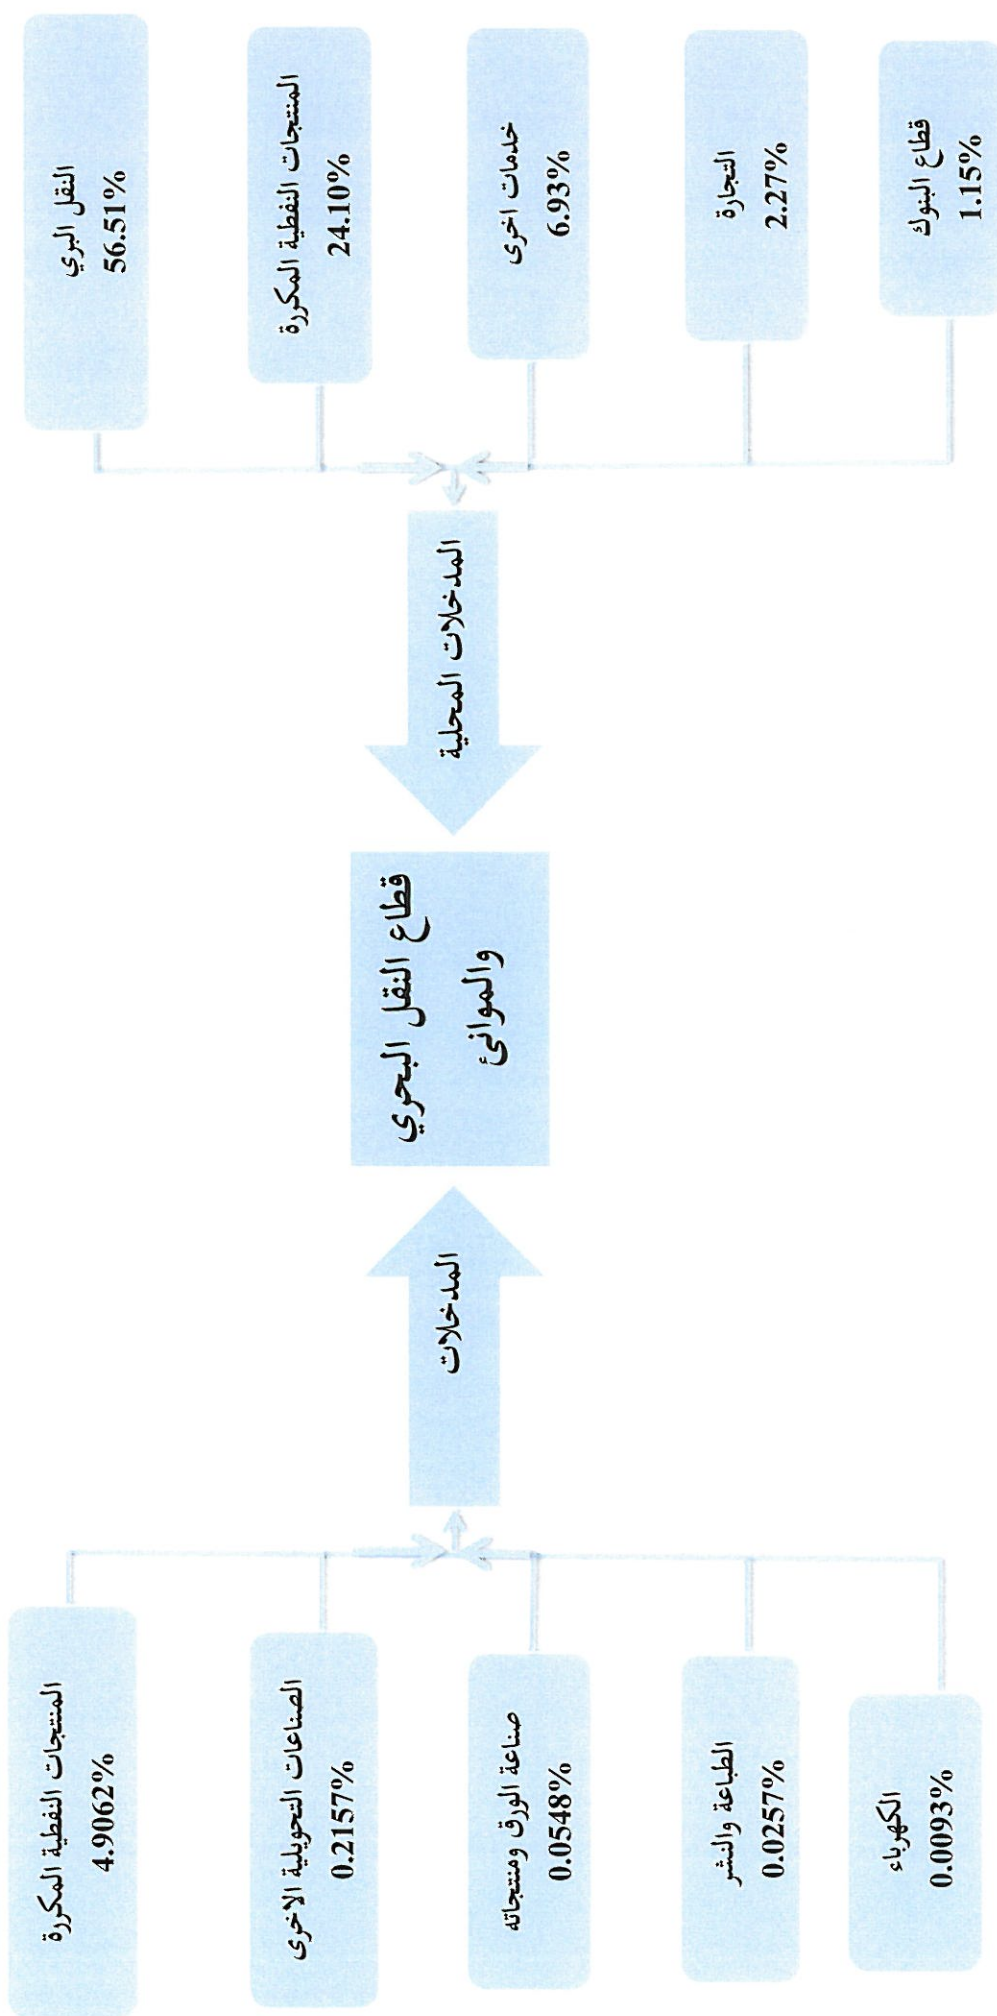 النقل البري
56.51%
المنتجات النفطية المكررة
24.10%
خدمات اخرى
6.93%
التجارة
2.27%
قطاع البنوك
1.15%
المدخلات المحلية
قطاع النقل البحري
والموانئ
المدخلات
المنتجات النفطية المكررة
4.9062%
الصناعات التحويلية الاخرى
0.2157%
صناعة الورق ومنتجاته
0.0548%
الطباعة والنشر
0.0257%
الكهرباء
0.0093%